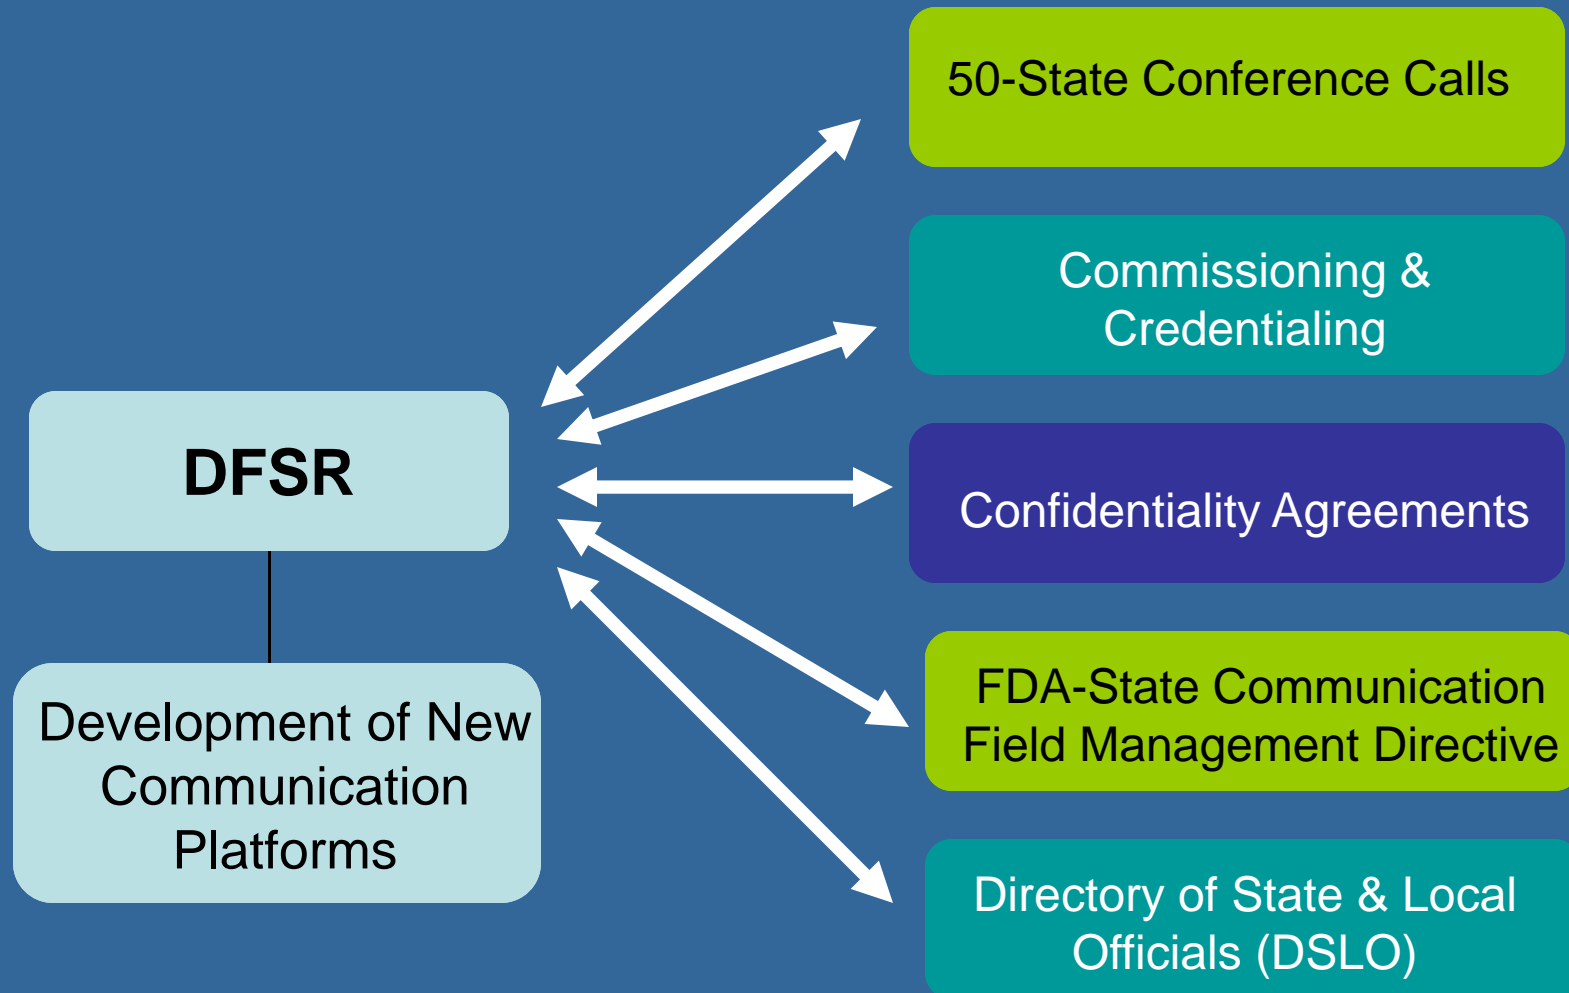 50-State Conference Calls
Commissioning &
Credentialing
DFSR
Confidentiality Agreements
FDA-State Communication
Field Management Directive
Development of New
Communication
Platforms
Directory of State & Local
Officials (DSLO)